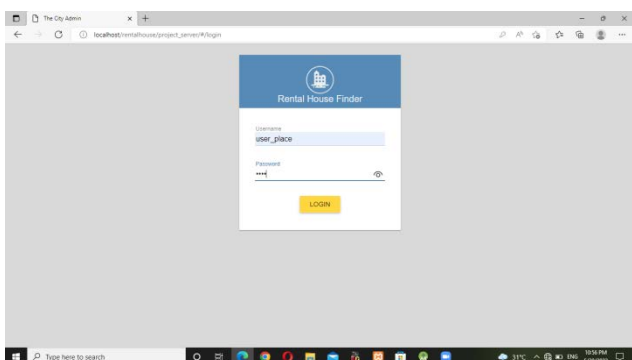 The City Admin
localhost/rentalhouse/project_server/#/login
Rental House Finder
Username
user_place
Password
••••
LOGIN
Type here to search
31°C
ENG
10:56 PM